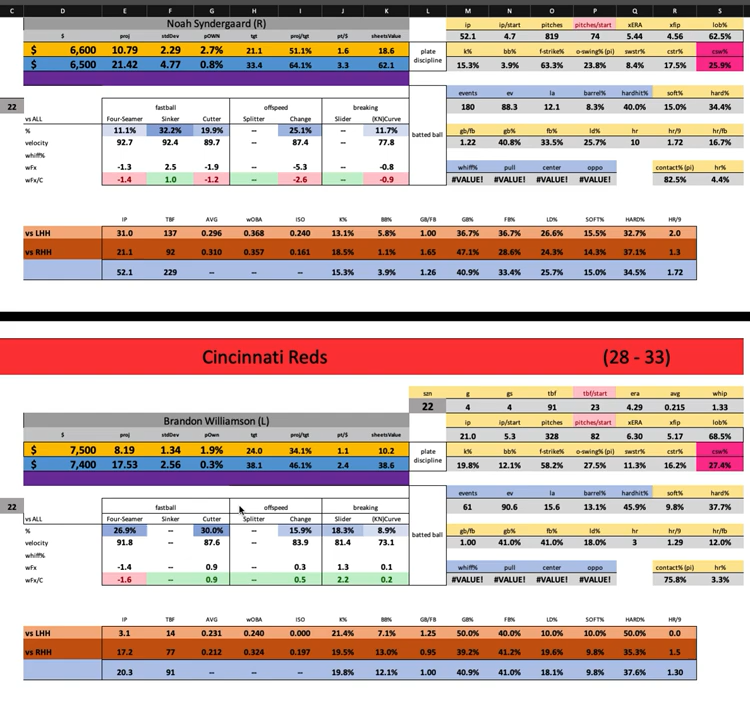 C D E F G H I J K L M N O P Q R S
Noah Syndergaard (R) ip ip/start pitches pitches/start xERA xfip lob%
$ proj stdDev pOWN tgt proj/tgt pt/$ sheetsValue 52.1 4.7 819 74 5.44 4.56 62.5%
$ 6,600 10.79 2.29 2.7% 21.1 51.1% 1.6 18.6 plate discipline k% bb% f-strike% o-swing% (pi) swstr% cstr% csw%
$ 6,500 21.42 4.77 0.8% 33.4 64.1% 3.3 62.1 15.3% 3.9% 63.3% 23.8% 8.4% 17.5% 25.9%
events ev la barrel% hardhit% soft% hard%
22 fastball offspeed breaking 180 88.3 12.1 8.3% 40.0% 15.0% 34.4%
vs ALL Four-Seamer Sinker Cutter Splitter Change Slider (KN)Curve
% 11.1% 32.2% 19.9% -- 25.1% -- 11.7% batted ball gb/fb gb% fb% ld% hr hr/9 hr/fb
velocity 92.7 92.4 89.7 -- 87.4 -- 77.8 1.22 40.8% 33.5% 25.7% 10 1.72 16.7%
whiff%
wFx -1.3 2.5 -1.9 -5.3 -0.8 whiff% pull center oppo contact% (pi) hr%
wFx/C -1.4 1.0 -1.2 -- -2.6 -- -0.9 #VALUE! #VALUE! #VALUE! #VALUE! 82.5% 4.4%
IP TBF AVG wOBA ISO K% BB% GB/FB GB% FB% LD% SOFT% HARD% HR/9
vs LHH 31.0 137 0.296 0.368 0.240 13.1% 5.8% 1.00 36.7% 36.7% 26.6% 15.5% 32.7% 2.0
vs RHH 21.1 92 0.310 0.357 0.161 18.5% 1.1% 1.65 47.1% 28.6% 24.3% 14.3% 37.1% 1.3
52.1 229 -- -- 15.3% 3.9% 1.26 40.9% 33.4% 25.7% 15.0% 34.5% 1.72
Cincinnati Reds (28 - 33)
szn g gs tbf tbf/start era avg whip
22 4 4 91 23 4.29 0.215 1.33
Brandon Williamson (L) ip ip/start pitches pitches/start xERA xfip lob%
$ proj stdDev pOwn tgt proj/tgt pt/$ sheetsValue 21.0 5.3 328 82 6.30 5.17 68.5%
$ 7,500 8.19 1.34 1.9% 24.0 34.1% 1.1 10.2 plate discipline k% bb% f-strike% o-swing% (pi) swstr% cstr% csw%
$ 7,400 17.53 2.56 0.3% 38.1 46.1% 2.4 38.6 19.8% 12.1% 58.2% 27.5% 11.3% 16.2% 27.4%
events ev la barrel% hardhit% soft% hard%
22 fastball offspeed breaking 61 90.6 15.6 13.1% 45.9% 9.8% 37.7%
vs ALL Four-Seamer Sinker Cutter Splitter Change Slider (KN)Curve
% 26.9% -- 30.0% -- 15.9% 18.3% 8.9% batted ball gb/fb gb% fb% ld% hr hr/9 hr/fb
velocity 91.8 -- 87.6 -- 83.9 81.4 73.1 1.00 41.0% 41.0% 18.0% 3 1.29 12.0%
whiff%
wFx -1.4 0.9 0.3 1.3 0.1 whiff% pull center oppo contact% (pi) hr%
wFx/C -1.6 -- 0.9 -- 0.5 2.2 0.2 #VALUE! #VALUE! #VALUE! #VALUE! 75.8% 3.3%
IP TBF AVG wOBA ISO K% BB% GB/FB GB% FB% LD% SOFT% HARD% HR/9
vs LHH 3.1 14 0.231 0.240 0.000 21.4% 7.1% 1.25 50.0% 40.0% 10.0% 10.0% 50.0% 0.0
vs RHH 17.2 77 0.212 0.324 0.197 19.5% 13.0% 0.95 39.2% 41.2% 19.6% 9.8% 35.3% 1.5
20.3 91 -- -- 19.8% 12.1% 1.00 40.9% 41.0% 18.1% 9.8% 37.6% 1.30